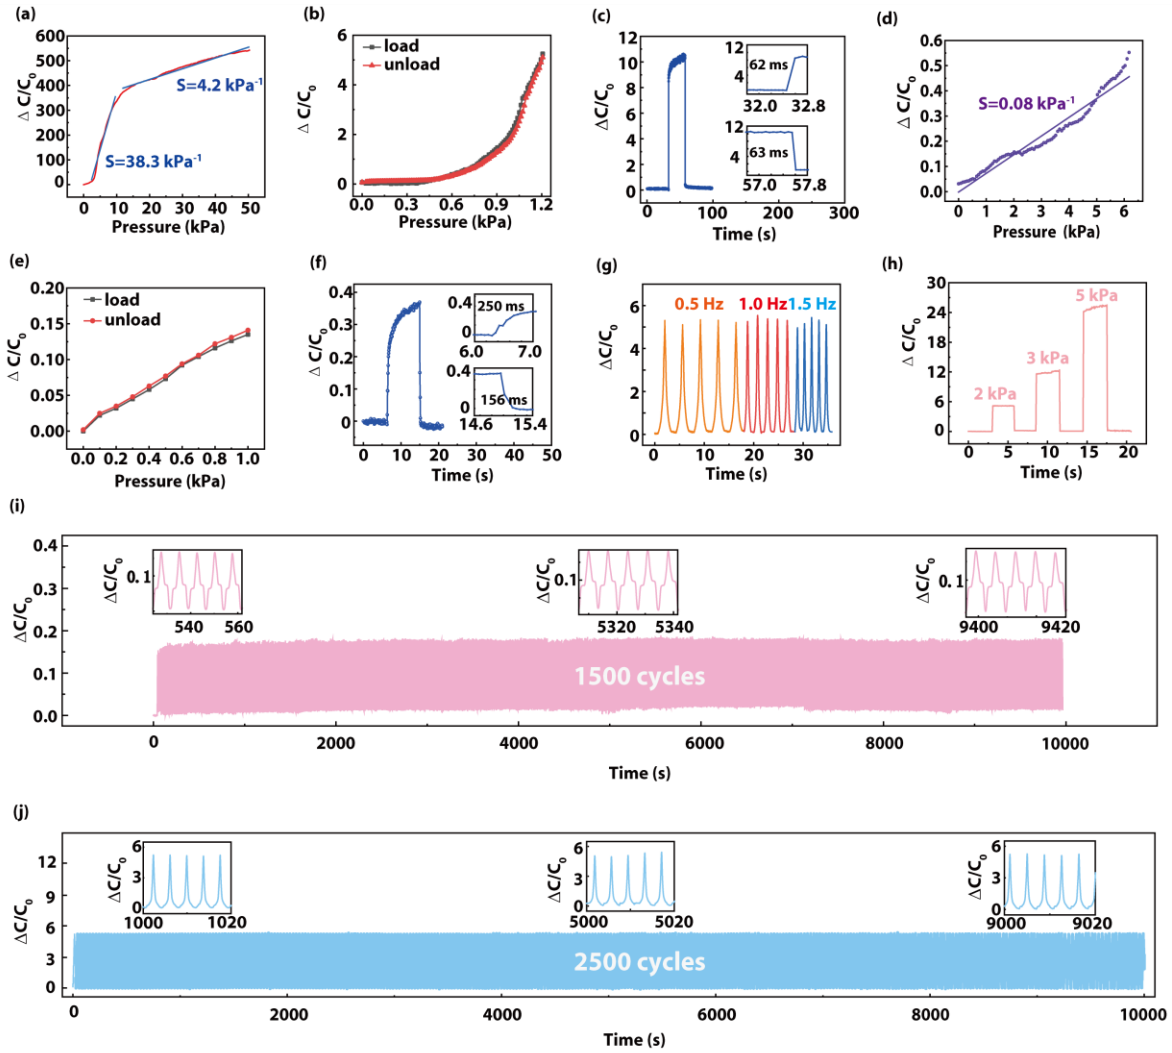 (a)
600
500
400
300
200
100
0
Δ C/C₀
S=4.2 kPa⁻¹
S=38.3 kPa⁻¹
0 10 20 30 40 50
Pressure (kPa)
(b)
6
4
2
0
Δ C/C₀
load
unload
0.0 0.3 0.6 0.9 1.2
Pressure (kPa)
(c)
12
10
8
6
4
2
0
ΔC/C₀
12
4
62 ms
32.0 32.8
12
4
63 ms
57.0 57.8
0 100 200 300
Time (s)
(d)
0.6
0.5
0.4
0.3
0.2
0.1
0.0
Δ C/C₀
S=0.08 kPa⁻¹
0 1 2 3 4 5 6
Pressure (kPa)
(e)
0.20
0.15
0.10
0.05
0.00
Δ C/C₀
load
unload
0.0 0.2 0.4 0.6 0.8 1.0
Pressure (kPa)
(f)
0.4
0.3
0.2
0.1
0.0
Δ C/C₀
0.4
0
250 ms
6.0 7.0
0.4
0
156 ms
14.6 15.4
0 10 20 30 40 50
Time (s)
(g)
6
4
2
0
Δ C/C₀
0.5 Hz 1.0 Hz 1.5 Hz
0 10 20 30
Time (s)
(h)
30
24
18
12
6
0
Δ C/C₀
2 kPa
3 kPa
5 kPa
0 5 10 15 20
Time (s)
(i)
0.4
0.3
0.2
0.1
0.0
ΔC/C₀
ΔC/C₀
0.1
540 560
ΔC/C₀
0.1
5320 5340
ΔC/C₀
0.1
9400 9420
1500 cycles
0 2000 4000 6000 8000 10000
Time (s)
(j)
12
9
6
3
0
ΔC/C₀
ΔC/C₀
6
3
0
1000 1020
ΔC/C₀
6
3
0
5000 5020
ΔC/C₀
6
3
0
9000 9020
2500 cycles
0 2000 4000 6000 8000 10000
Time (s)